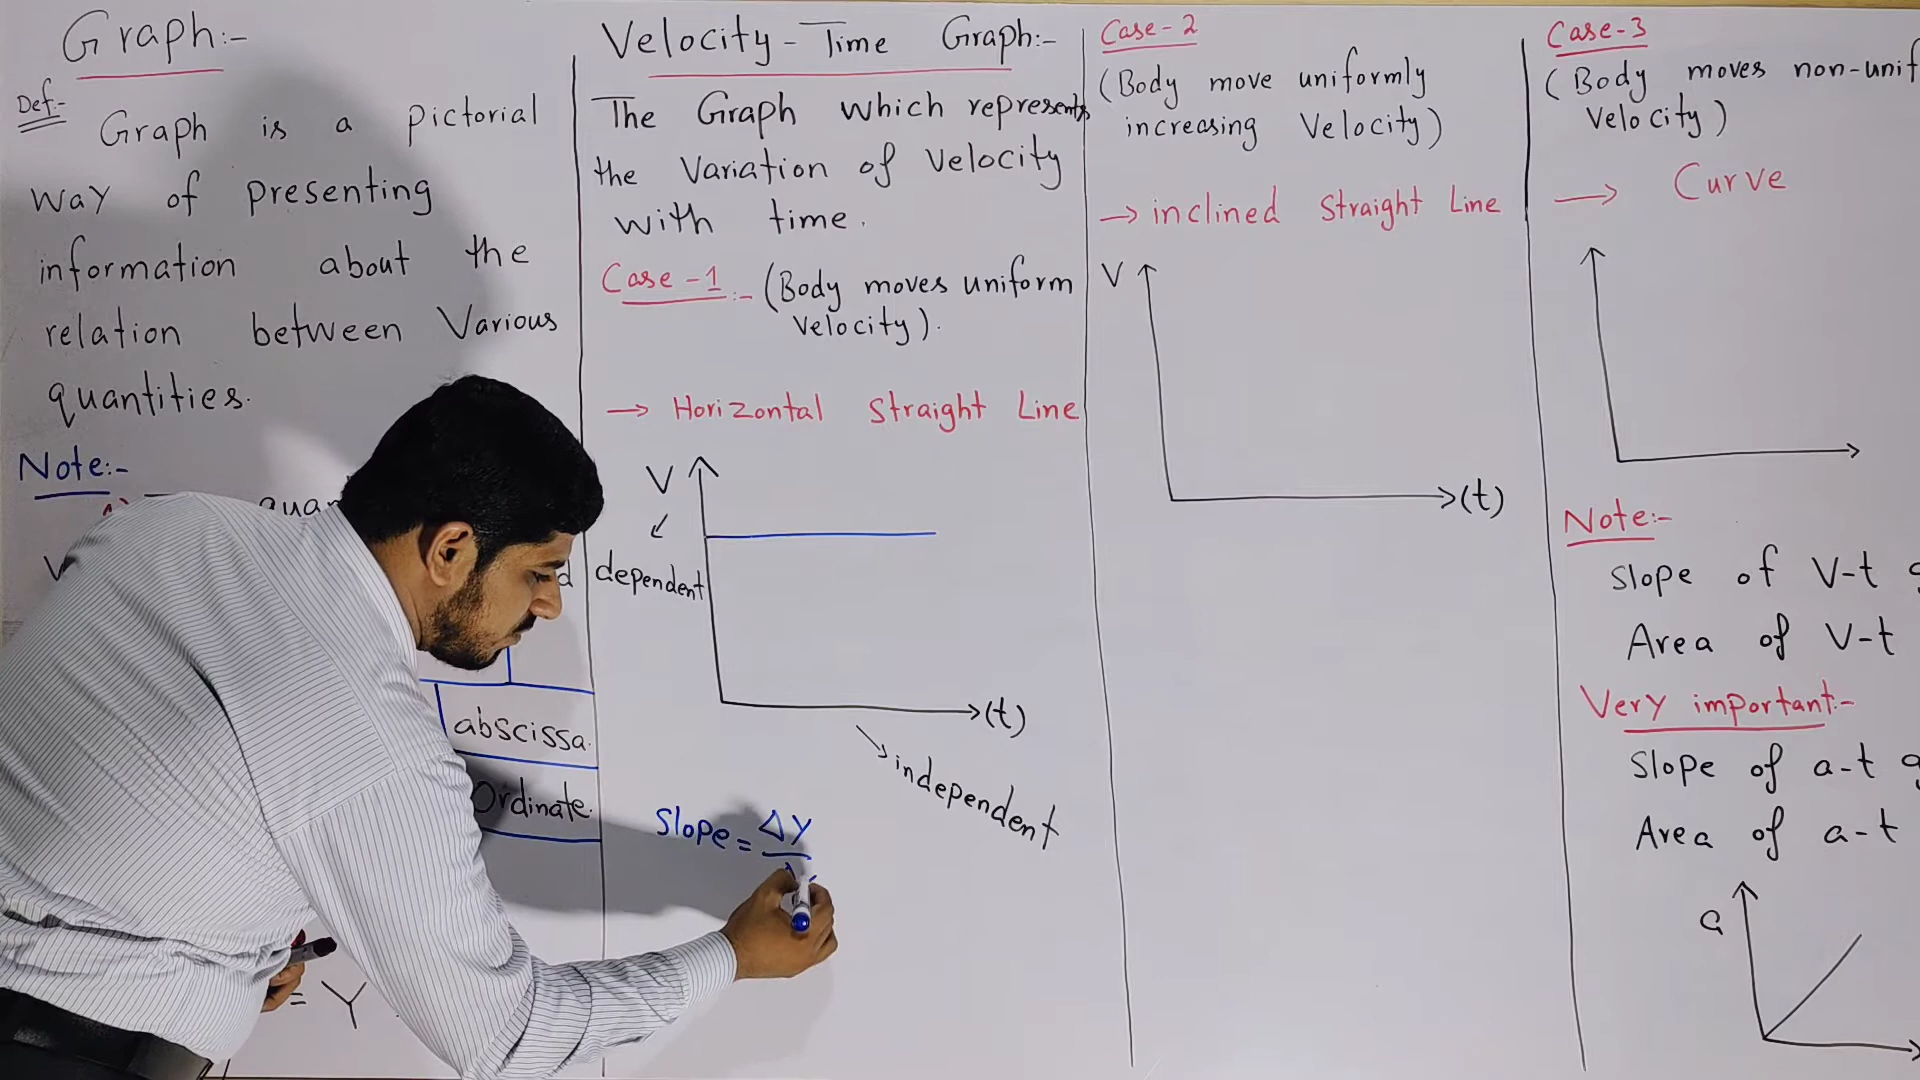 Graph:-
Def:-
Graph is a pictorial
way of presenting
information about the
relation between Various
quantities.
Note:-
abscissa.
Ordinate.
= Y
Velocity-Time Graph:-
The Graph which represents
the Variation of Velocity
with time.
Case-1:- (Body moves uniform
Velocity).
→ Horizontal Straight Line
V
dependent
(t)
independent
Slope = ΔY
Case-2
(Body move uniformly
increasing Velocity)
→ inclined Straight Line
V
(t)
Case-3
(Body moves non-unif
Velocity)
→ Curve
Note:-
Slope of V-t
Area of V-t
Very important:-
Slope of a-t
Area of a-t
a